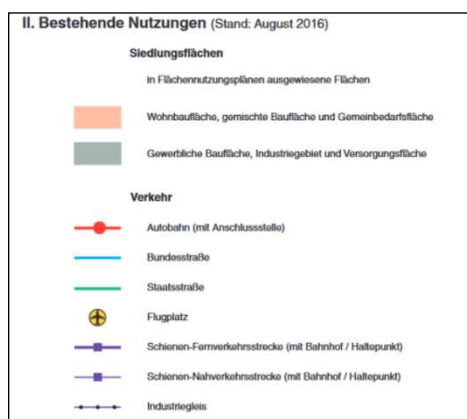 II. Bestehende Nutzungen (Stand: August 2016)
Siedlungsflächen
in Flächennutzungsplänen ausgewiesene Flächen
Wohnbaufläche, gemischte Baufläche und Gemeinbedarfsfläche
Gewerbliche Baufläche, Industriegebiet und Versorgungsfläche
Verkehr
Autobahn (mit Anschlussstelle)
Bundesstraße
Staatsstraße
Flugplatz
Schienen-Fernverkehrsstrecke (mit Bahnhof / Haltepunkt)
Schienen-Nahverkehrsstrecke (mit Bahnhof / Haltepunkt)
Industriegleis